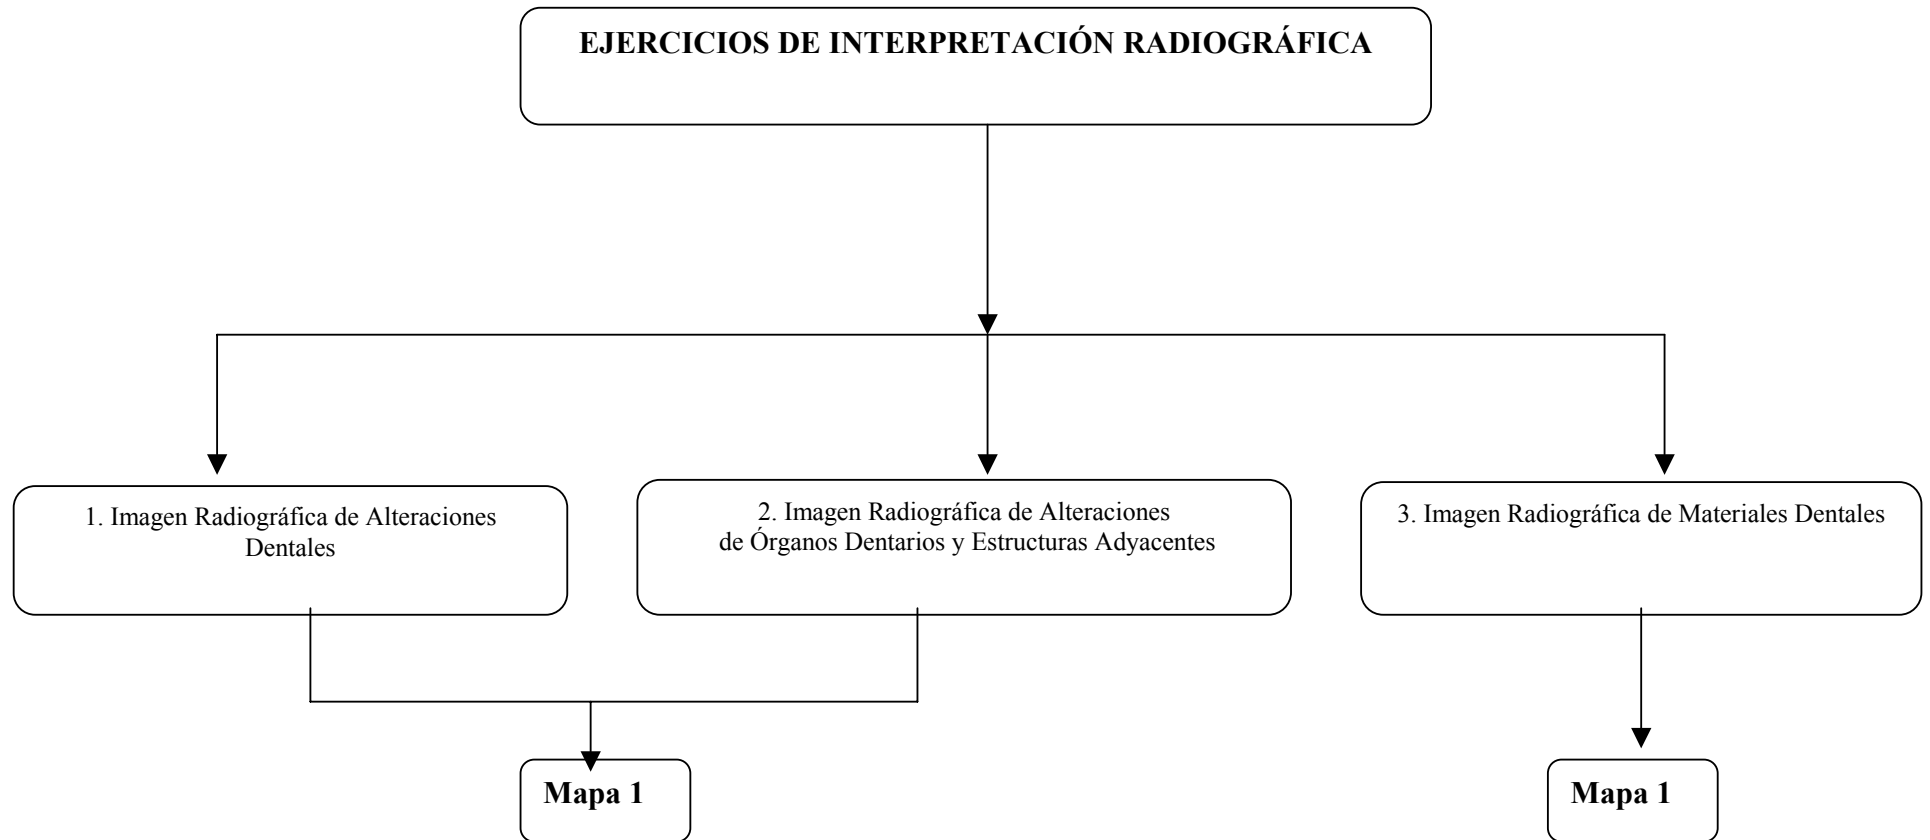 EJERCICIOS DE INTERPRETACIÓN RADIOGRÁFICA
1. Imagen Radiográfica de Alteraciones
Dentales
2. Imagen Radiográfica de Alteraciones
de Órganos Dentarios y Estructuras Adyacentes
3. Imagen Radiográfica de Materiales Dentales
Mapa 1
Mapa 1